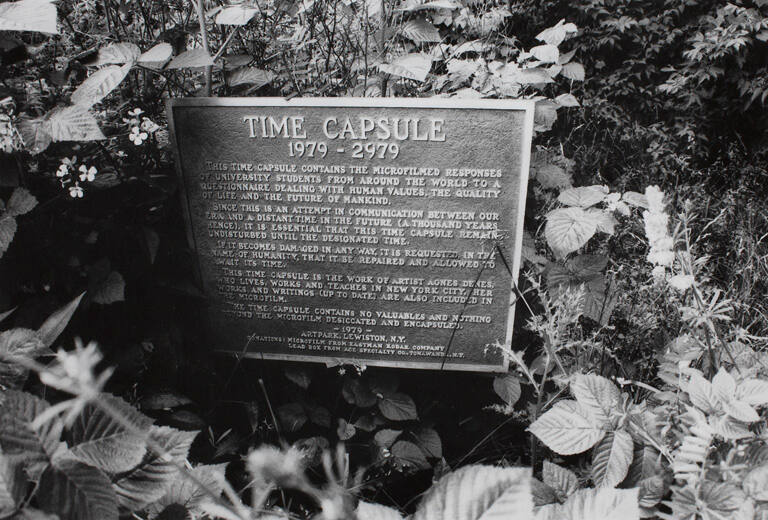 TIME CAPSULE
1979 - 2979
THIS TIME CAPSULE CONTAINS THE MICROFILMED RESPONSES
OF UNIVERSITY STUDENTS FROM AROUND THE WORLD TO A
QUESTIONNAIRE DEALING WITH HUMAN VALUES, THE QUALITY
OF LIFE AND THE FUTURE OF MANKIND.
SINCE THIS IS AN ATTEMPT IN COMMUNICATION BETWEEN OUR
ERA AND A DISTANT TIME IN THE FUTURE (A THOUSAND YEARS
HENCE), IT IS ESSENTIAL THAT THIS TIME CAPSULE REMAIN
UNDISTURBED UNTIL THE DESIGNATED TIME.
IF IT BECOMES DAMAGED IN ANY WAY, IT IS REQUESTED, IN THE
NAME OF HUMANITY, THAT IT BE REPAIRED AND ALLOWED TO
AWAIT ITS TIME.
THIS TIME CAPSULE IS THE WORK OF ARTIST AGNES DENES,
WHO LIVES, WORKS AND TEACHES IN NEW YORK CITY. HER
WORKS AND WRITINGS (UP TO DATE) ARE ALSO INCLUDED IN
THE MICROFILM.
THE TIME CAPSULE CONTAINS NO VALUABLES AND NOTHING
BEYOND THE MICROFILM DESICCATED AND ENCAPSULED.
- 1979 -
ARTPARK, LEWISTON, N.Y.
DONATIONS: MICROFILM FROM EASTMAN KODAK COMPANY
LEAD BOX FROM ACE SPECIALTY CO., TONAWANDA, N.Y.